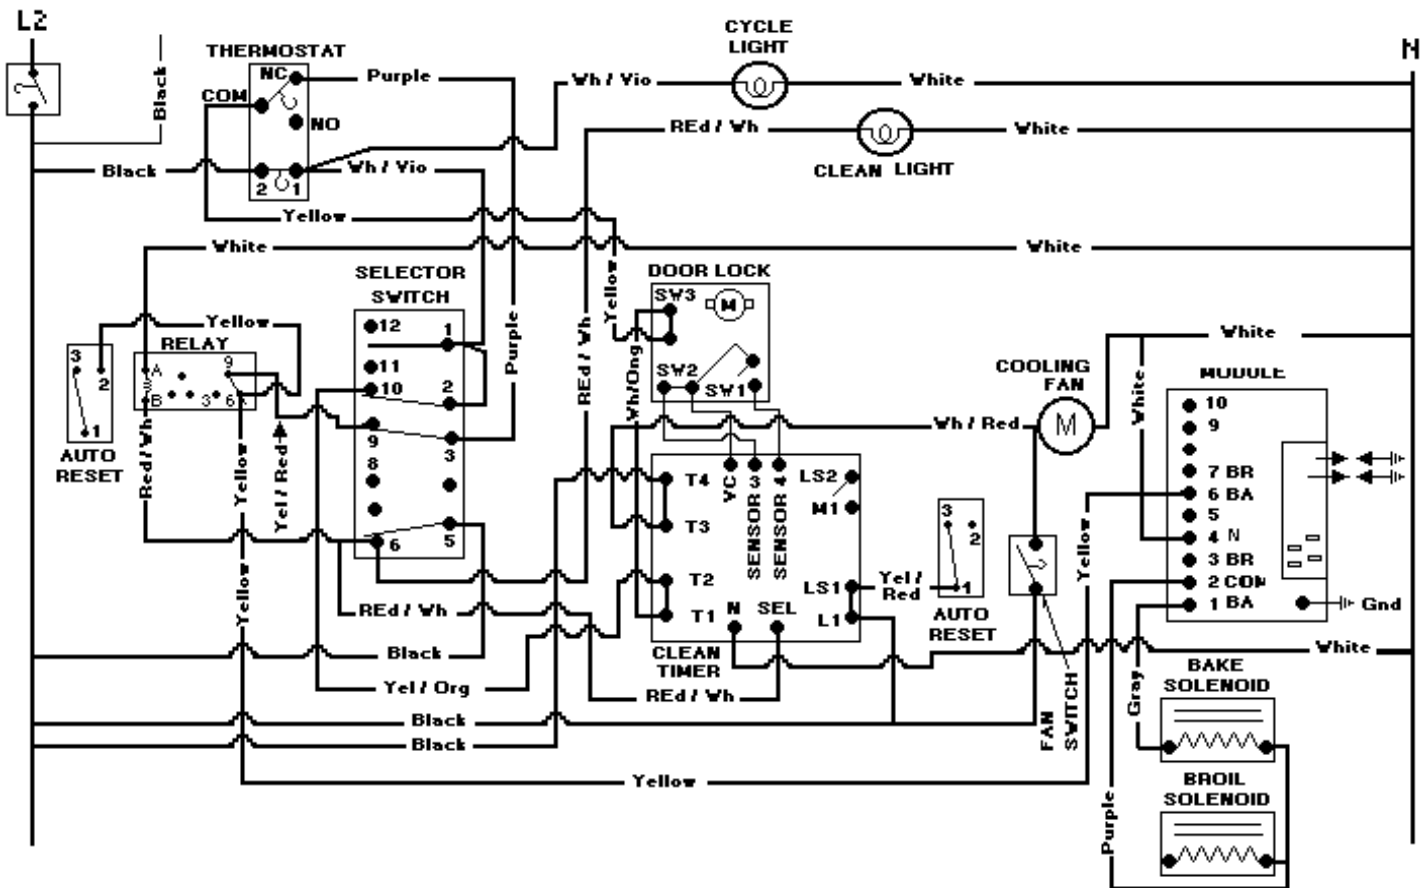 L2
N
CYCLE
LIGHT
THERMOSTAT
NC
Purple
Wh / Vio
White
Black
COM
NO
REd / Wh
White
CLEAN LIGHT
Black
2
1
Wh / Vio
Yellow
White
White
SELECTOR
SWITCH
DOOR LOCK
Yellow
SW3
M
12
1
Yellow
RELAY
Purple
REd / Wh
White
COOLING
FAN
MODULE
3
2
1
A
B
9
3
6
11
10
2
SW2
SW1
Wh/Org
White
10
9
AUTO
RESET
Red/Wh
Yellow
Yel / Red
9
3
8
Wh / Red
M
7 BR
6 BA
5
4 N
3 BR
2 COM
1 BA
Gnd
T4
T3
T2
T1
VC
SENSOR 3
SENSOR 4
LS2
M1
3
2
1
6
5
Yellow
LS1
Yel /
Red
L1
N
SEL
AUTO
RESET
Yellow
REd / Wh
CLEAN
TIMER
Black
White
Yel / Org
REd / Wh
BAKE
SOLENOID
Gray
FAN
SWITCH
Black
Black
Yellow
BROIL
SOLENOID
Purple